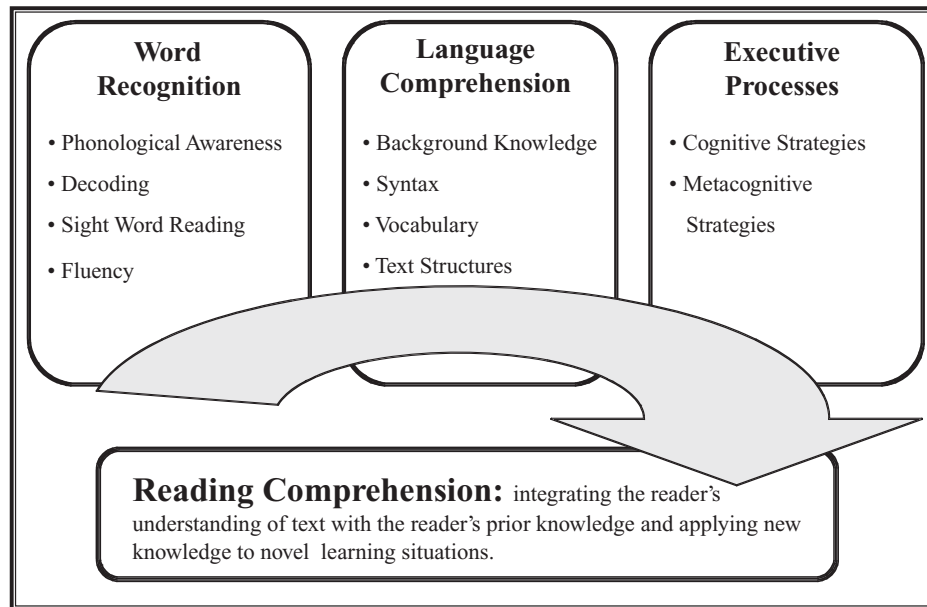 Word
Recognition
• Phonological Awareness
• Decoding
• Sight Word Reading
• Fluency
Language
Comprehension
• Background Knowledge
• Syntax
• Vocabulary
• Text Structures
Executive
Processes
• Cognitive Strategies
• Metacognitive
Strategies
Reading Comprehension: integrating the reader’s
understanding of text with the reader’s prior knowledge and applying new
knowledge to novel learning situations.